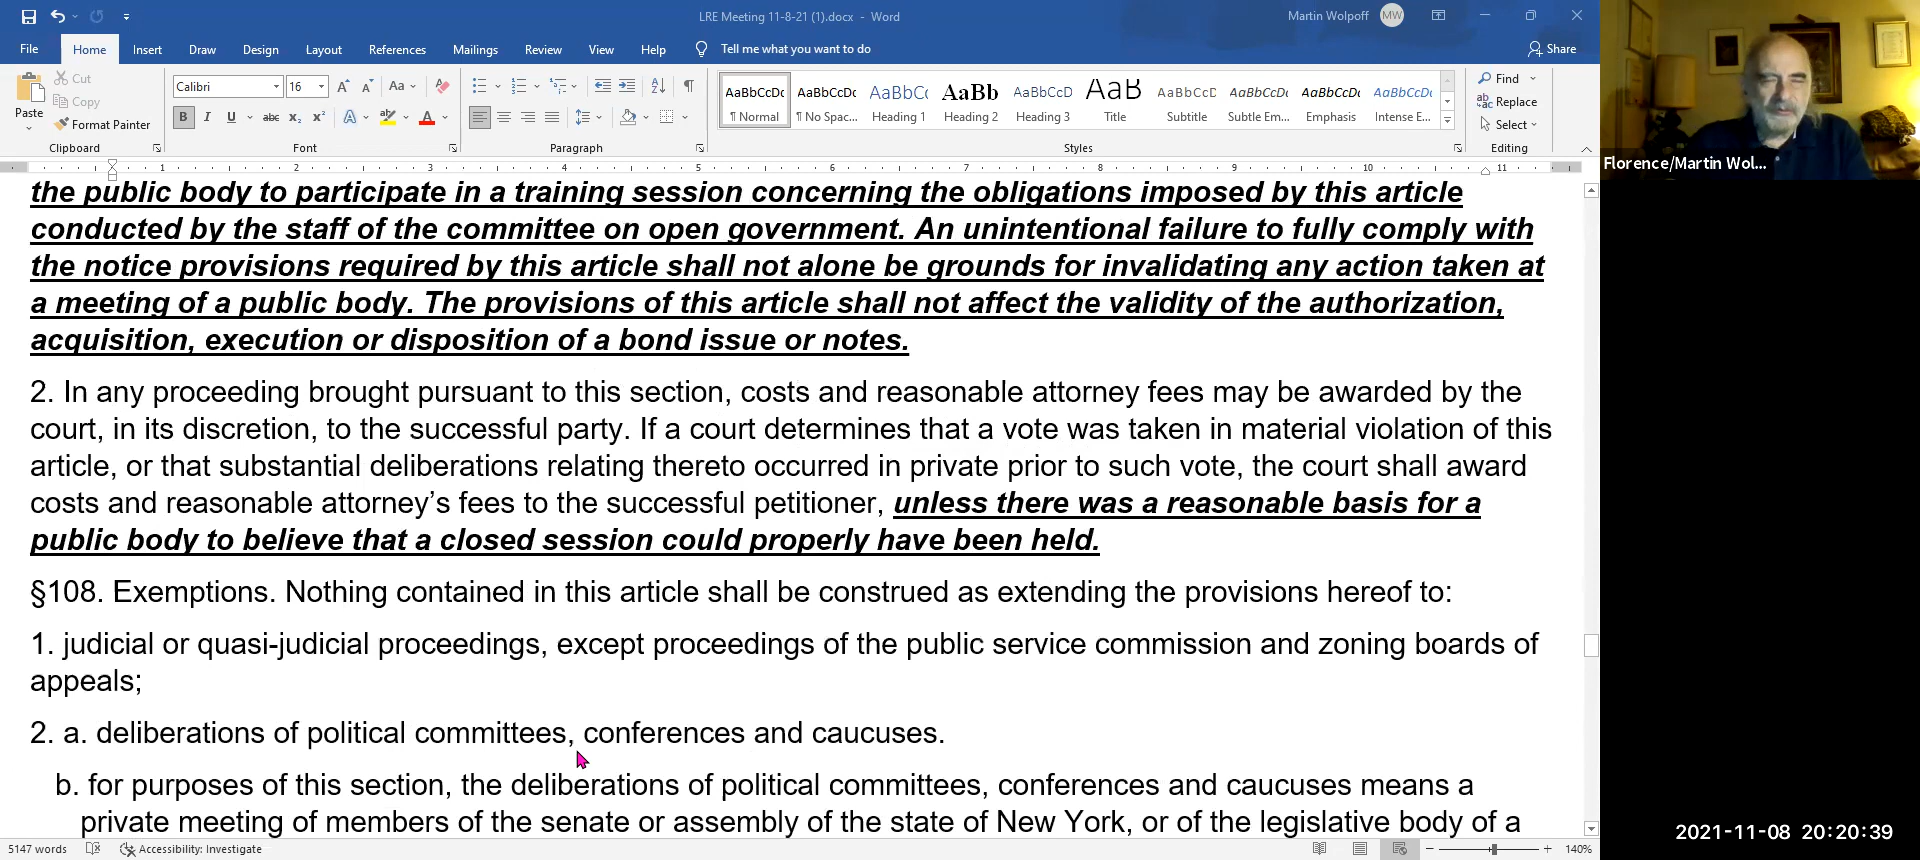 LRE Meeting 11-8-21 (1).docx - Word
Martin Wolpoff MW
File Home Insert Draw Design Layout References Mailings Review View Help Tell me what you want to do Share
Paste Cut Copy Format Painter
Calibri 16 A A Aa
B I U abc x₂ x² A ab A
AaBbCcDc ¶ Normal
AaBbCcDc ¶ No Spac...
AaBbCc Heading 1
AaBb Heading 2
AaBbCcD Heading 3
AaB Title
AaBbCcD Subtitle
AaBbCcDc Subtle Em...
AaBbCcDc Emphasis
AaBbCcDc Intense E...
Find
Replace
Select
Clipboard Font Paragraph Styles Editing
1 2 3 4 5 6 7 8 9 10 11
the public body to participate in a training session concerning the obligations imposed by this article
conducted by the staff of the committee on open government. An unintentional failure to fully comply with
the notice provisions required by this article shall not alone be grounds for invalidating any action taken at
a meeting of a public body. The provisions of this article shall not affect the validity of the authorization,
acquisition, execution or disposition of a bond issue or notes.
2. In any proceeding brought pursuant to this section, costs and reasonable attorney fees may be awarded by the
court, in its discretion, to the successful party. If a court determines that a vote was taken in material violation of this
article, or that substantial deliberations relating thereto occurred in private prior to such vote, the court shall award
costs and reasonable attorney’s fees to the successful petitioner, unless there was a reasonable basis for a
public body to believe that a closed session could properly have been held.
§108. Exemptions. Nothing contained in this article shall be construed as extending the provisions hereof to:
1. judicial or quasi-judicial proceedings, except proceedings of the public service commission and zoning boards of
appeals;
2. a. deliberations of political committees, conferences and caucuses.
b. for purposes of this section, the deliberations of political committees, conferences and caucuses means a
private meeting of members of the senate or assembly of the state of New York, or of the legislative body of a
5147 words Accessibility: Investigate 140%
Florence/Martin Wol...
2021-11-08 20:20:39